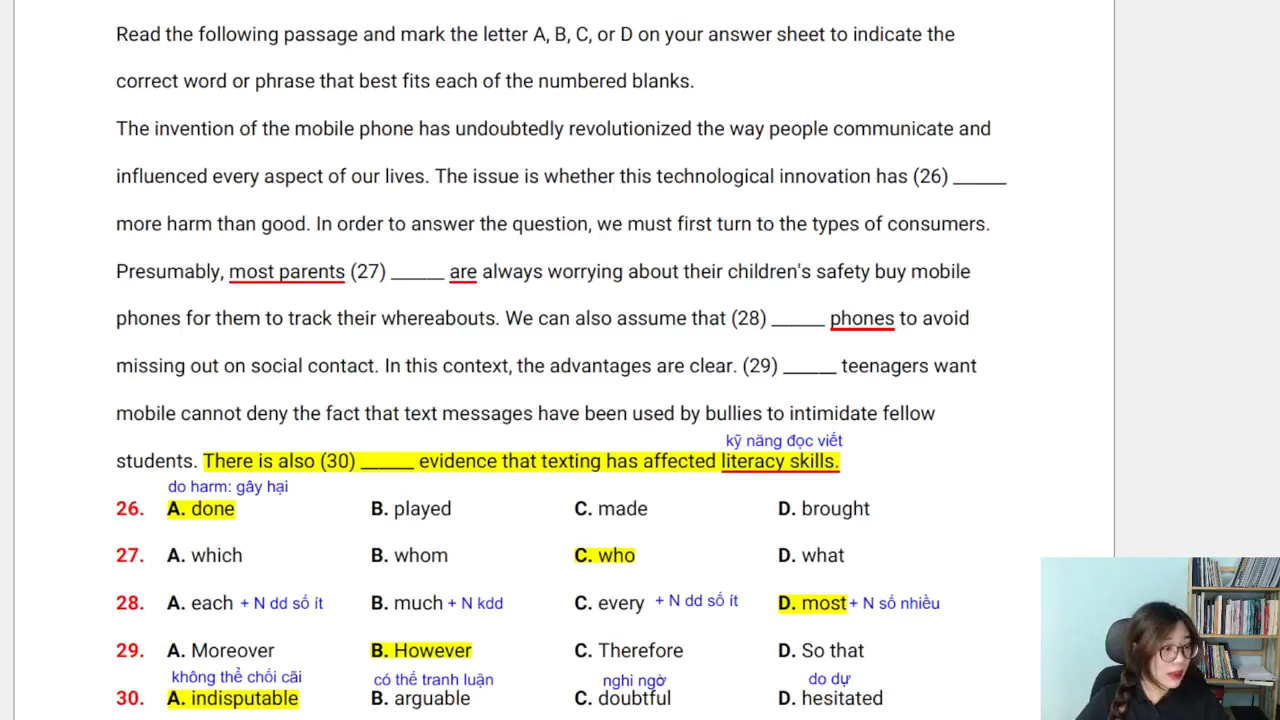 Read the following passage and mark the letter A, B, C, or D on your answer sheet to indicate the
correct word or phrase that best fits each of the numbered blanks.
The invention of the mobile phone has undoubtedly revolutionized the way people communicate and
influenced every aspect of our lives. The issue is whether this technological innovation has (26) ______
more harm than good. In order to answer the question, we must first turn to the types of consumers.
Presumably, most parents (27) ______ are always worrying about their children's safety buy mobile
phones for them to track their whereabouts. We can also assume that (28) ______ phones to avoid
missing out on social contact. In this context, the advantages are clear. (29) ______ teenagers want
mobile cannot deny the fact that text messages have been used by bullies to intimidate fellow
kỹ năng đọc viết
students. There is also (30) ______ evidence that texting has affected literacy skills.
do harm: gây hại
26. A. done B. played C. made D. brought
27. A. which B. whom C. who D. what
28. A. each + N dd số ít B. much + N kdd C. every + N dd số ít D. most + N số nhiều
29. A. Moreover B. However C. Therefore D. So that
không thể chối cãi có thể tranh luận nghi ngờ do dự
30. A. indisputable B. arguable C. doubtful D. hesitated